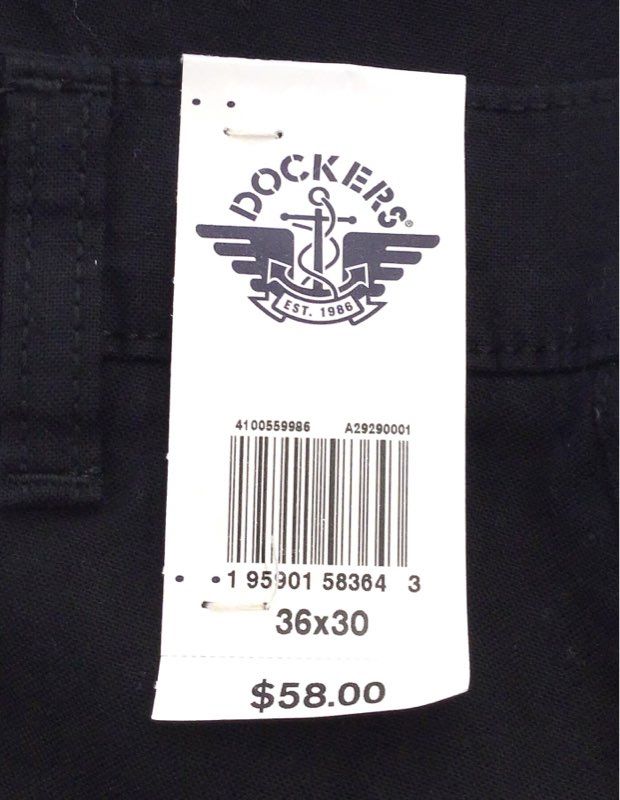 DOCKERS®
EST. 1986
4100559986 A29290001
1 95901 58364 3
36x30
$58.00